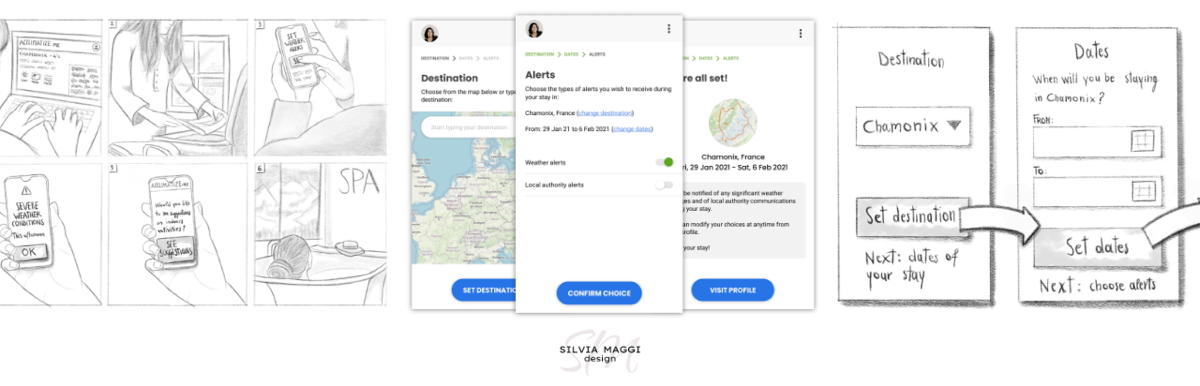 ACCLIMATIZE.ME
2
3
SET
WEATHER
ALERTS
5
6
SEVERE
WEATHER
CONDITIONS
This afternoon
OK
ACCLIMATIZE.ME
Would you like
to see suggestions
on indoors
activities?
SEE
SUGGESTIONS
SPA
DESTINATION > DATES > ALERTS
Destination
Choose from the map below or type
destination:
Start typing your destination
SET DESTINATIO
DESTINATION > DATES > ALERTS
Alerts
Choose the types of alerts you wish to receive during
your stay in:
Chamonix, France (change destination)
From: 29 Jan 21 to 6 Feb 2021 (change dates)
Weather alerts
Local authority alerts
CONFIRM CHOICE
> DATES > ALERTS
re all set!
Chamonix, France
ri, 29 Jan 2021 – Sat, 6 Feb 2021
be notified of any significant weather
ges and of local authority communications
g your stay.
an modify your choices at anytime from
rofile.
your stay!
VISIT PROFILE
Destination
Chamonix
Set destination
Next: dates of
your stay
Dates
When will you be staying
in Chamonix?
From:
To:
Set dates
Next: choose alerts
SM
SILVIA MAGGI
design